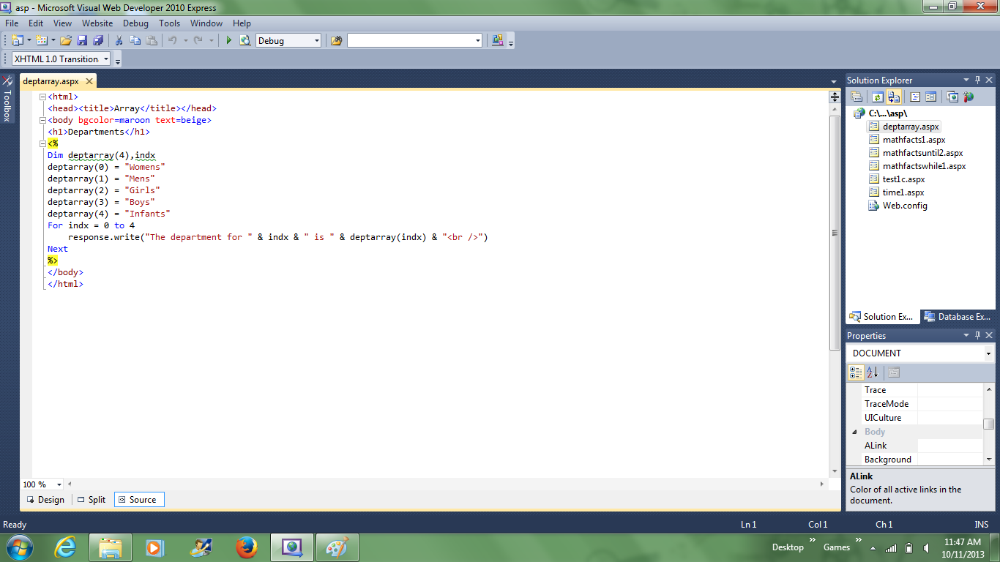 asp - Microsoft Visual Web Developer 2010 Express
File Edit View Website Debug Tools Window Help
Debug
XHTML 1.0 Transition
Toolbox
deptarray.aspx
<html>
<head><title>Array</title></head>
<body bgcolor=maroon text=beige>
<h1>Departments</h1>
<%
Dim deptarray(4),indx
deptarray(0) = "Womens"
deptarray(1) = "Mens"
deptarray(2) = "Girls"
deptarray(3) = "Boys"
deptarray(4) = "Infants"
For indx = 0 to 4
    response.write("The department for " & indx & " is " & deptarray(indx) & "<br />")
Next
%>
</body>
</html>
100 %
Design Split Source
Solution Explorer
C:\...\asp\
deptarray.aspx
mathfacts1.aspx
mathfactsuntil2.aspx
mathfactswhile1.aspx
test1c.aspx
time1.aspx
Web.config
Solution Ex... Database Ex...
Properties
DOCUMENT
Trace
TraceMode
UICulture
Body
ALink
Background
ALink
Color of all active links in the
document.
Ready Ln 1 Col 1 Ch 1 INS
Desktop Games 11:47 AM
10/11/2013